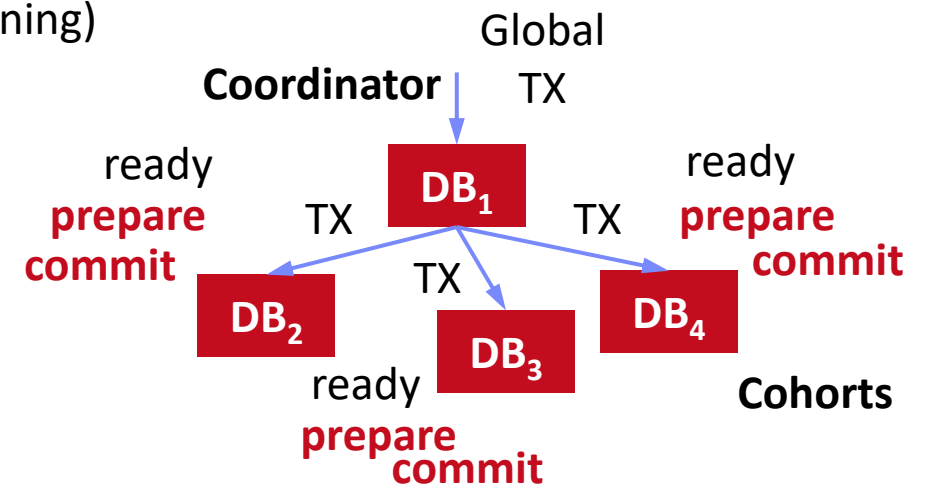 ning)
Global
Coordinator
TX
ready
ready
DB₁
prepare
TX
TX
prepare
commit
commit
TX
DB₂
DB₄
DB₃
ready
Cohorts
prepare
commit